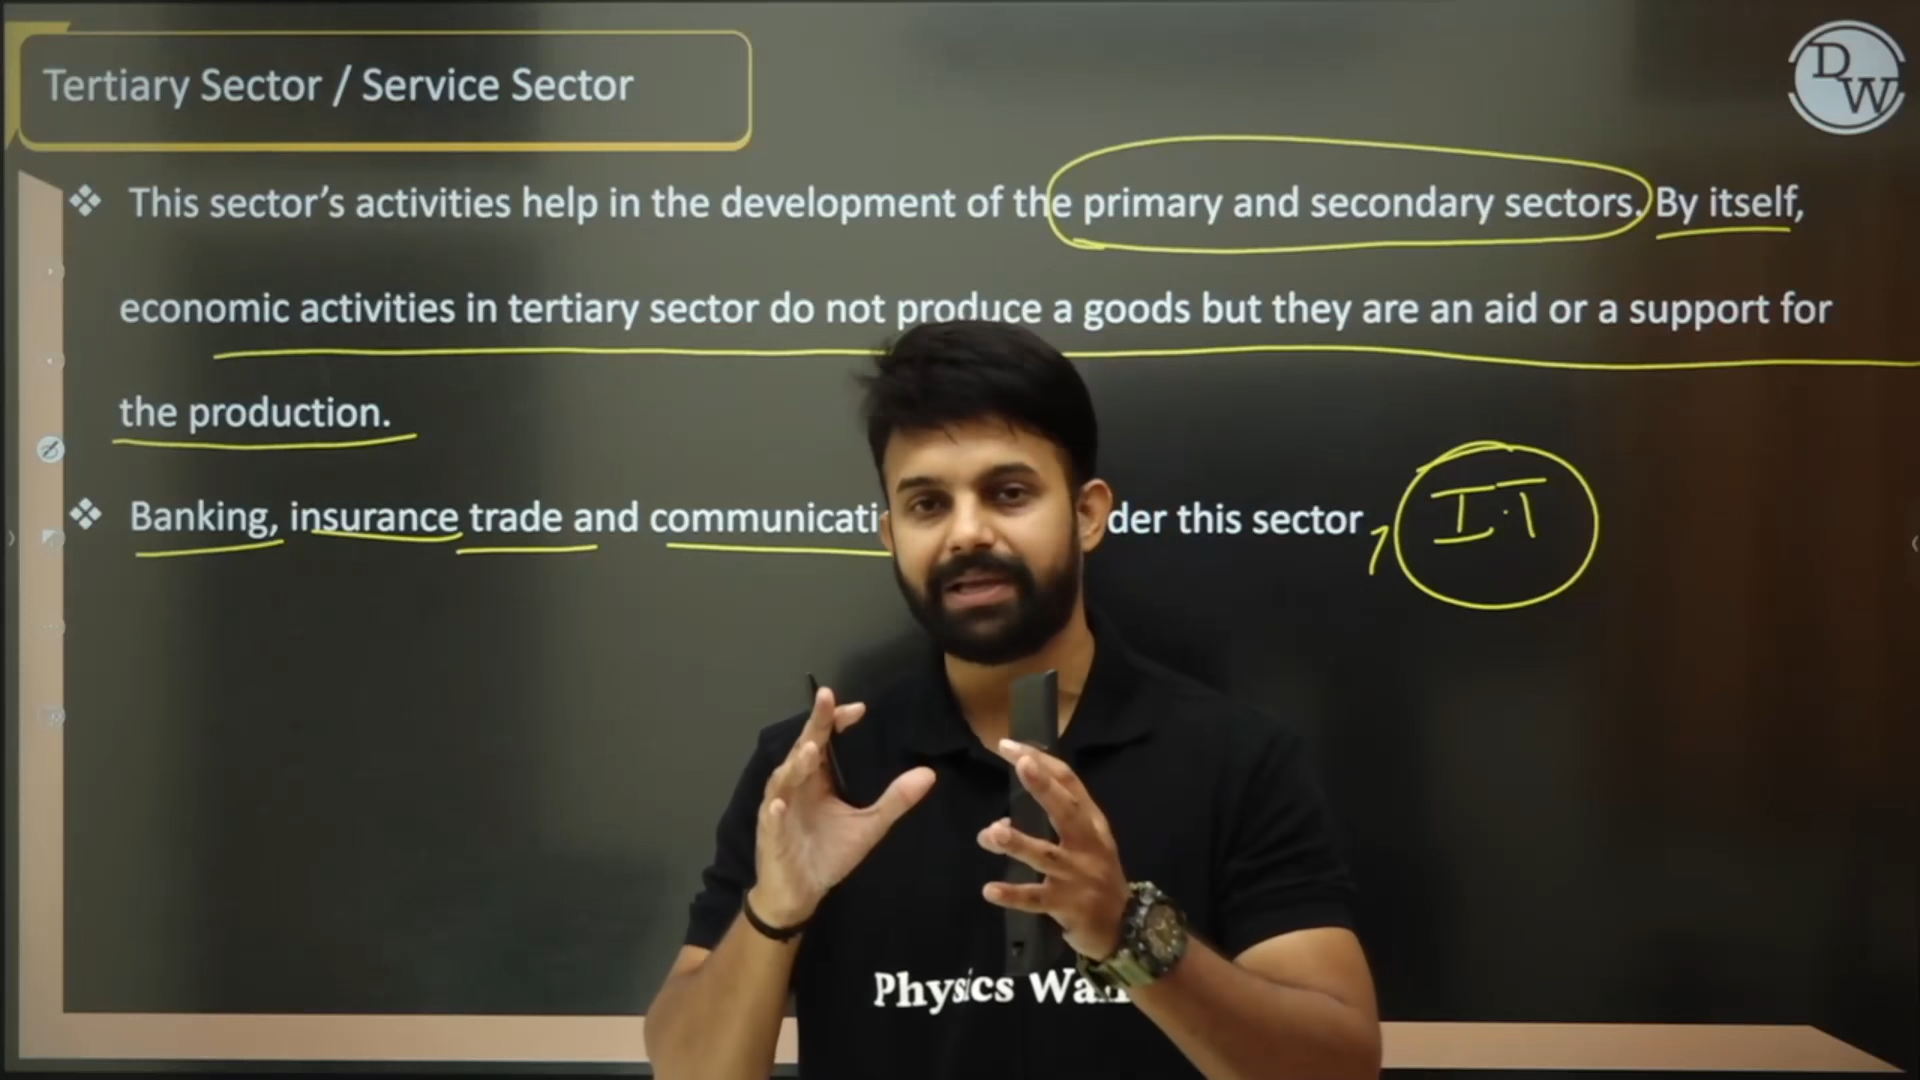 Tertiary Sector / Service Sector
PW
This sector's activities help in the development of the primary and secondary sectors. By itself,
economic activities in tertiary sector do not produce a goods but they are an aid or a support for
the production.
Banking, insurance trade and communicati der this sector, I.T
Physics Wa